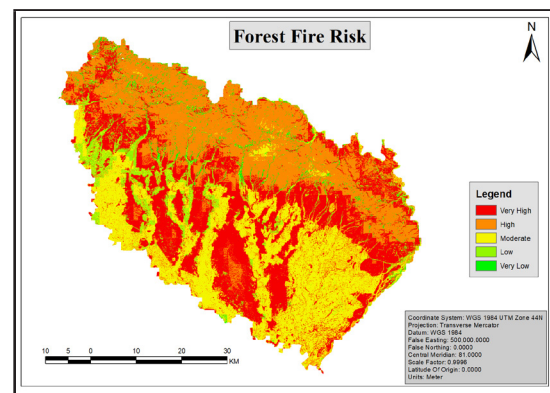 Forest Fire Risk
N
Legend
Very High
High
Moderate
Low
Very Low
10 5 0 10 20 30
KM
Coordinate System: WGS 1984 UTM Zone 44N
Projection: Transverse Mercator
Datum: WGS 1984
False Easting: 500,000.0000
False Northing: 0.0000
Central Meridian: 81.0000
Scale Factor: 0.9996
Latitude Of Origin: 0.0000
Units: Meter